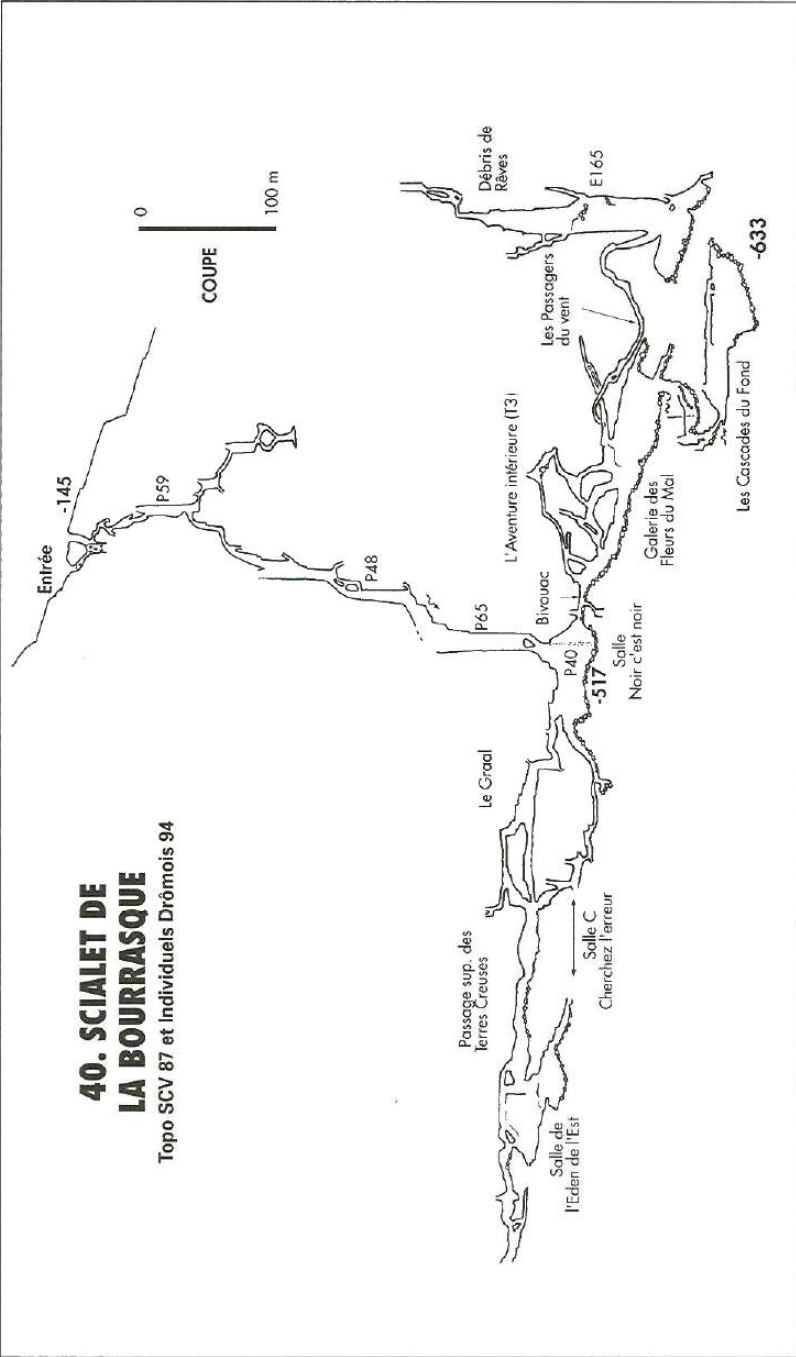 40. SCIALET DE
LA BOURRASQUE
Topo SCV 87 et Individuels Drômois 94
Entrée
-145
COUPE
0
100 m
P59
P48
P65
P40
-517
Bivouac
Salle
Noir c'est noir
L'Aventure intérieure (T3)
Les Passagers
du vent
Débris de
Rêves
E165
Galerie des
Fleurs du Mal
Les Cascades du Fond
-633
Le Graal
Passage sup. des
Terres Creuses
Salle C
Cherchez l'erreur
Salle de
l'Eden de l'Est